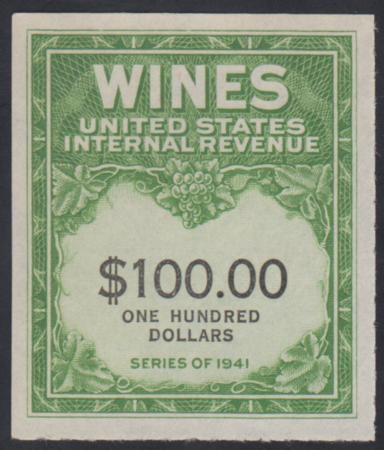 WINES
UNITED STATES
INTERNAL REVENUE
$100.00
ONE HUNDRED
DOLLARS
SERIES OF 1941